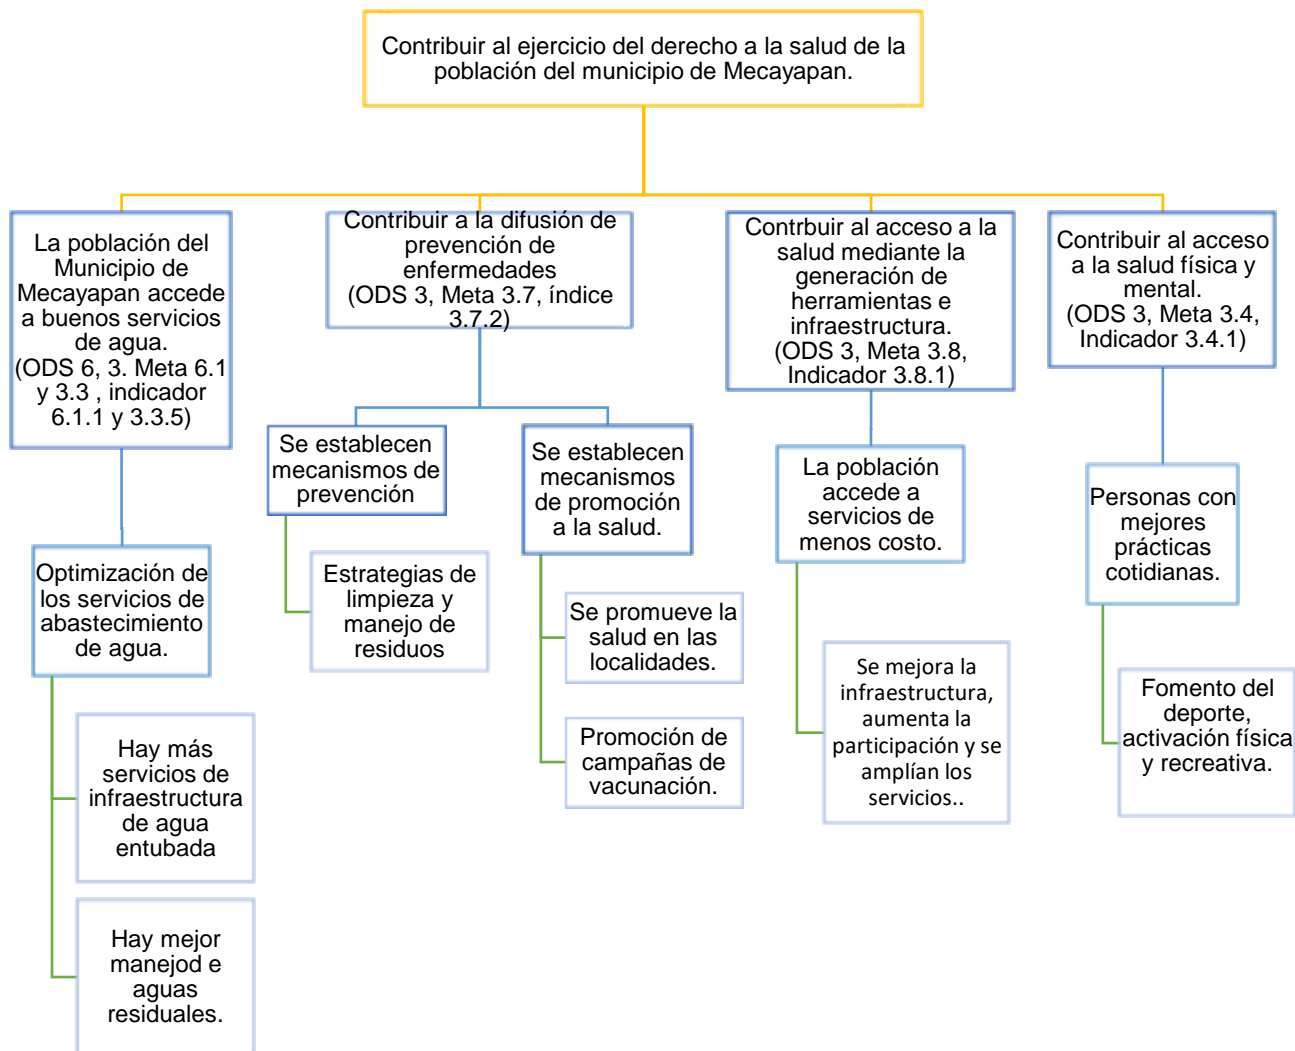 Contribuir al ejercicio del derecho a la salud de la
población del municipio de Mecayapan.
La población del
Municipio de
Mecayapan accede
a buenos servicios
de agua.
(ODS 6, 3. Meta 6.1
y 3.3 , indicador
6.1.1 y 3.3.5)
Optimización de
los servicios de
abastecimiento
de agua.
Hay más
servicios de
infraestructura
de agua
entubada
Hay mejor
manejod e
aguas
residuales.
Contribuir a la difusión de
prevención de
enfermedades
(ODS 3, Meta 3.7, índice
3.7.2)
Se establecen
mecanismos de
prevención
Estrategias de
limpieza y
manejo de
residuos
Se establecen
mecanismos
de promoción
a la salud.
Se promueve la
salud en las
localidades.
Promoción de
campañas de
vacunación.
Contrbuir al acceso a la
salud mediante la
generación de
herramientas e
infraestructura.
(ODS 3, Meta 3.8,
Indicador 3.8.1)
La población
accede a
servicios de
menos costo.
Se mejora la
infraestructura,
aumenta la
participación y se
amplían los
servicios..
Contribuir al acceso
a la salud física y
mental.
(ODS 3, Meta 3.4,
Indicador 3.4.1)
Personas con
mejores
prácticas
cotidianas.
Fomento del
deporte,
activación física
y recreativa.